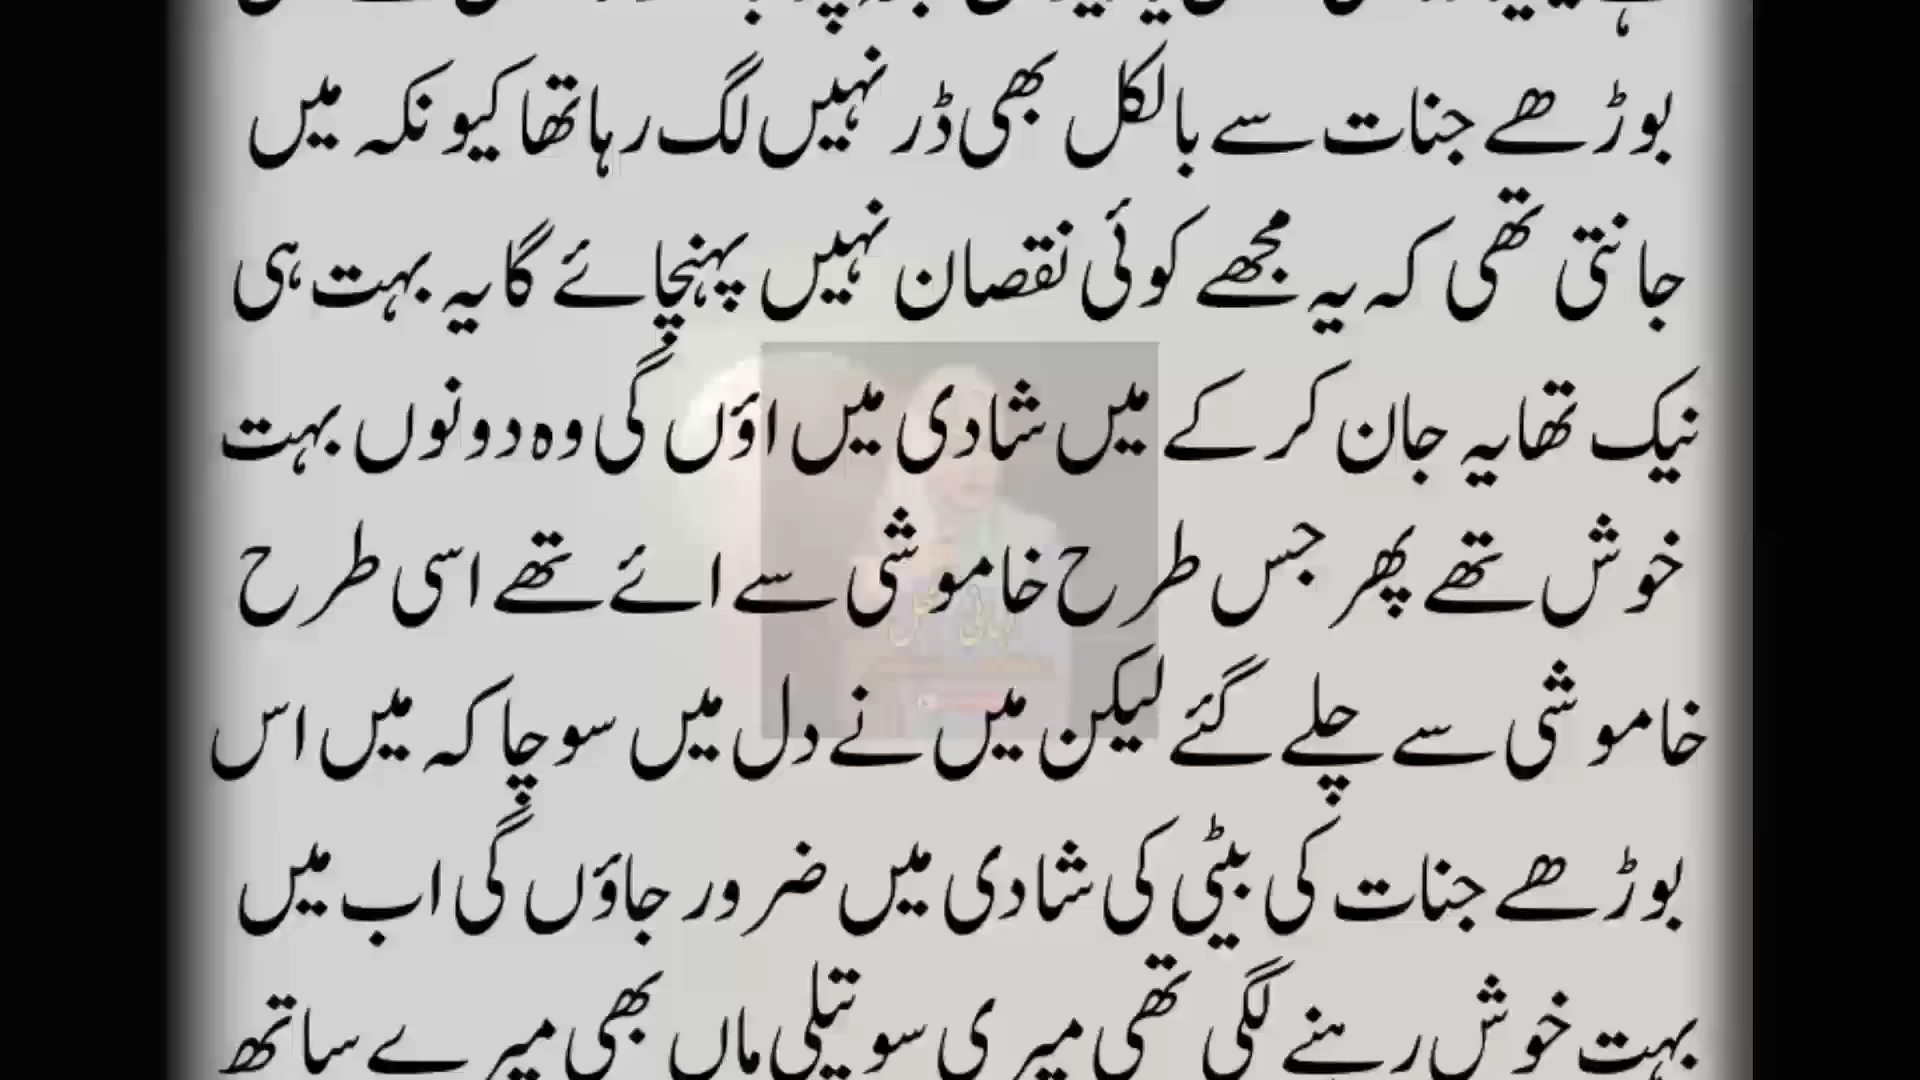 بوڑھے جنات سے بالکل بھی ڈر نہیں لگ رہا تھا کیونکہ میں
جانتی تھی کہ یہ مجھے کوئی نقصان نہیں پہنچائے گا یہ بہت ہی
نیک تھا یہ جان کر کے میں شادی میں اؤں گی وہ دونوں بہت
خوش تھے پھر جس طرح خاموشی سے ائے تھے اسی طرح
خاموشی سے چلے گئے لیکن میں نے دل میں سوچا کہ میں اس
بوڑھے جنات کی بیٹی کی شادی میں ضرور جاؤں گی اب میں
بہت خوش رہنے لگی تھی میری سوتیلی ماں بھی میرے ساتھ